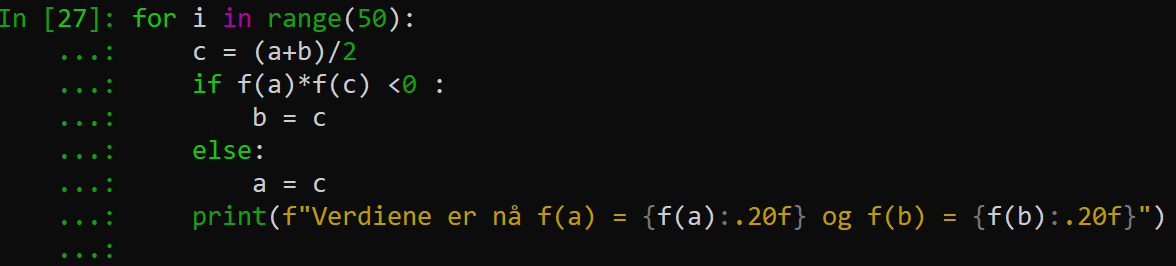 In [27]: for i in range(50):
    ...:     c = (a+b)/2
    ...:     if f(a)*f(c) <0 :
    ...:         b = c
    ...:     else:
    ...:         a = c
    ...:     print(f"Verdiene er nå f(a) = {f(a):.20f} og f(b) = {f(b):.20f}")
    ...: